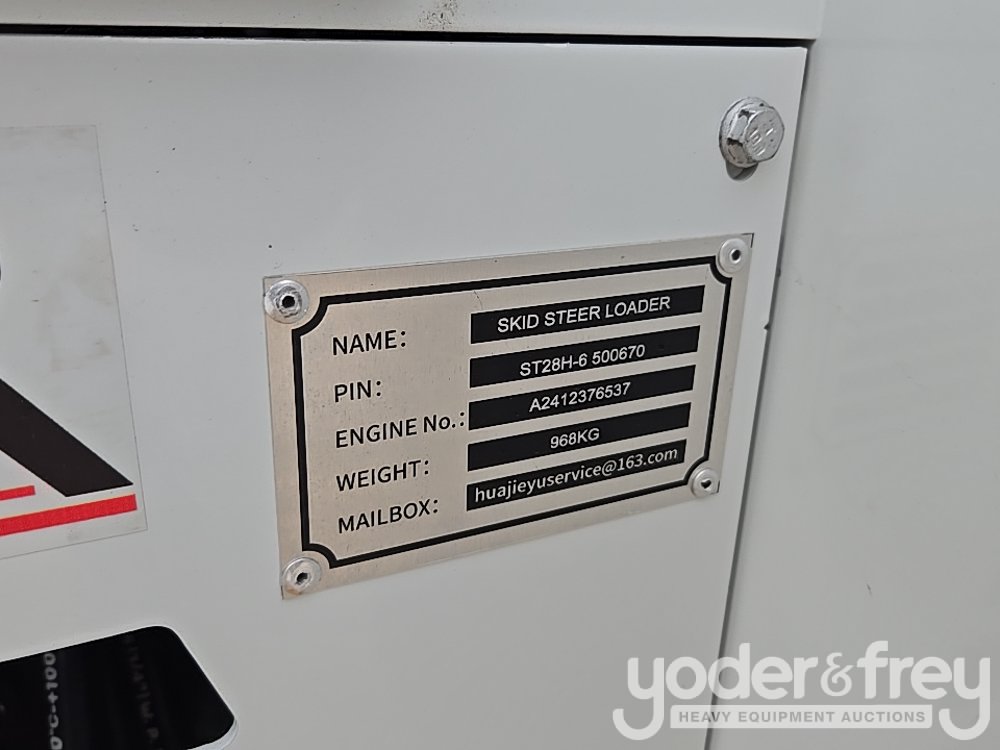 NAME: SKID STEER LOADER
PIN: ST28H-6 500670
ENGINE No.: A2412376537
WEIGHT: 968KG
MAILBOX: huajieyuservice@163.com
yoder&frey
HEAVY EQUIPMENT AUCTIONS